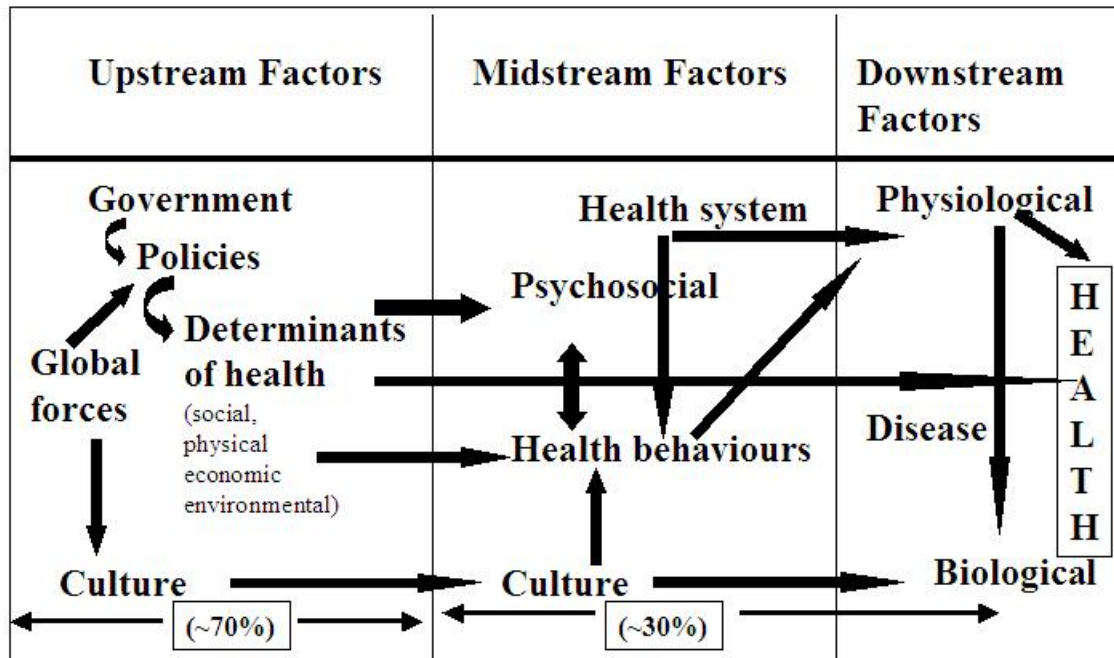 Upstream Factors
Midstream Factors
Downstream
Factors
Government
Policies
Global
forces
Determinants
of health
(social,
physical
economic
environmental)
Culture
(~70%)
Health system
Psychosocial
Health behaviours
Culture
(~30%)
Physiological
Disease
Biological
H
E
A
L
T
H